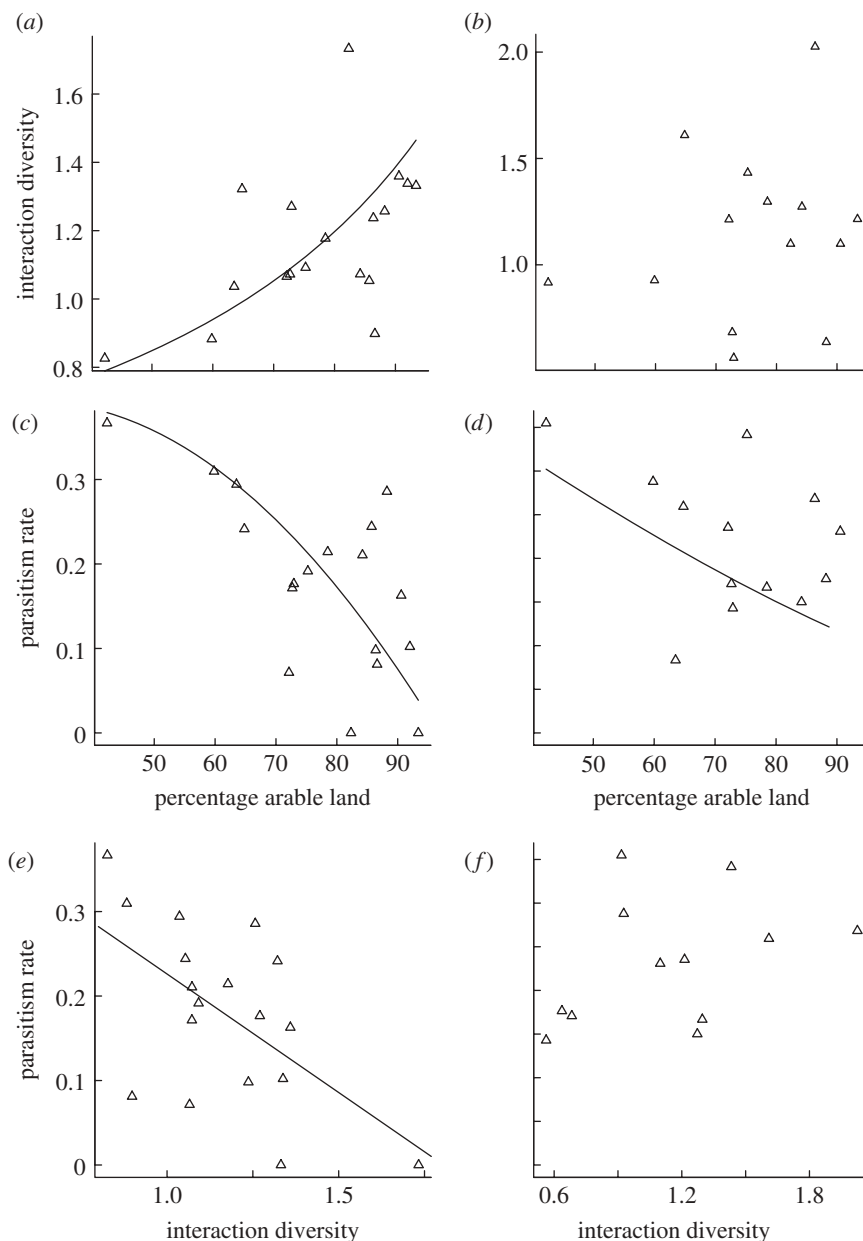 (a)
(b)
interaction diversity
1.6
1.4
1.2
1.0
0.8
2.0
1.5
1.0
(c)
(d)
parasitism rate
0.3
0.2
0.1
0
50 60 70 80 90
50 60 70 80 90
percentage arable land
percentage arable land
(e)
(f)
parasitism rate
0.3
0.2
0.1
0
1.0 1.5
0.6 1.2 1.8
interaction diversity
interaction diversity